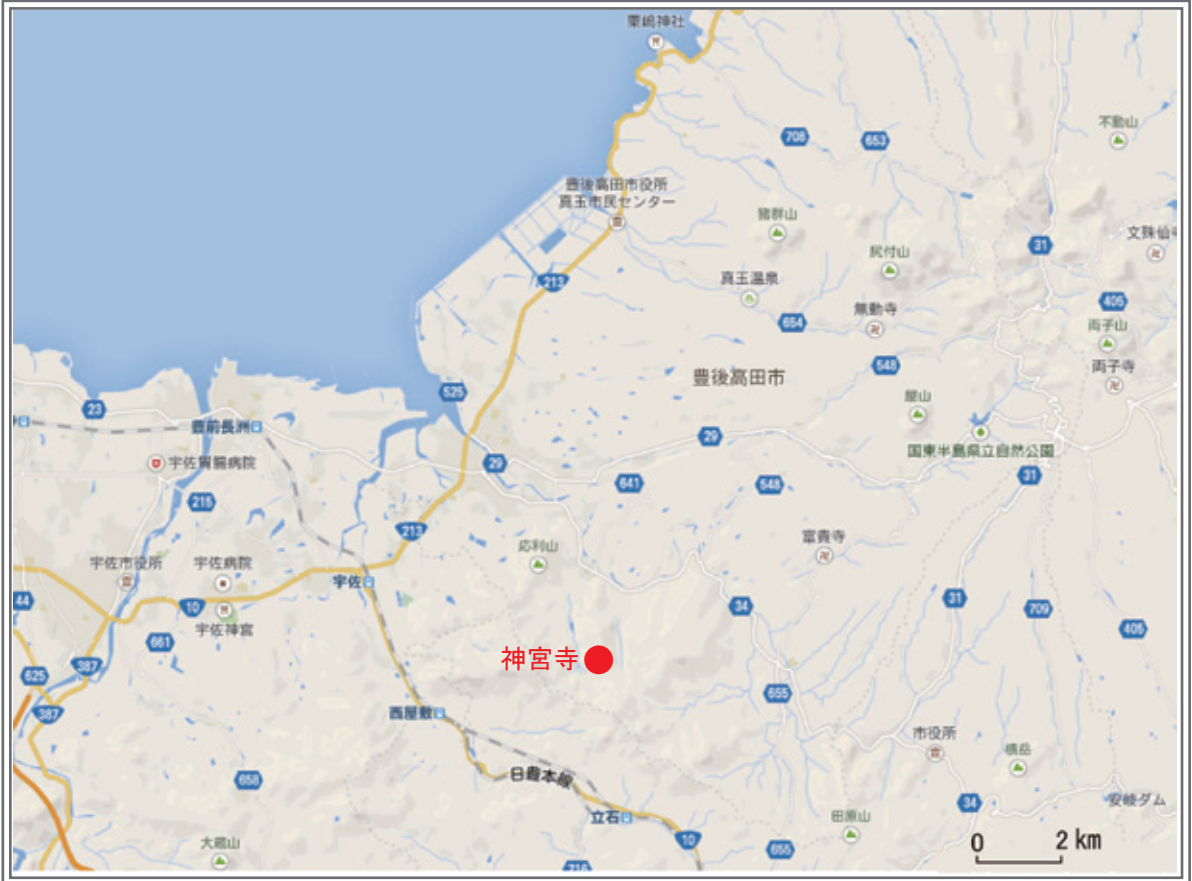 粟嶋神社
不動山
708
653
豊後高田市役所
真玉市民センター
猪群山
文殊仙寺
31
尻付山
213
真玉温泉
405
654
無動寺
両子山
548
両子寺
豊後高田市
525
屋山
23
豊前長洲
29
国東半島県立自然公園
宇佐胃腸病院
29
31
641
548
215
213
富貴寺
応利山
宇佐市役所
宇佐病院
宇佐
44
10
34
31
709
宇佐神宮
405
661
神宮寺
387
625
655
387
西屋敷
市役所
横岳
658
日豊本線
安岐ダム
34
立石
田原山
10
0 2 km
大蔵山
655
716